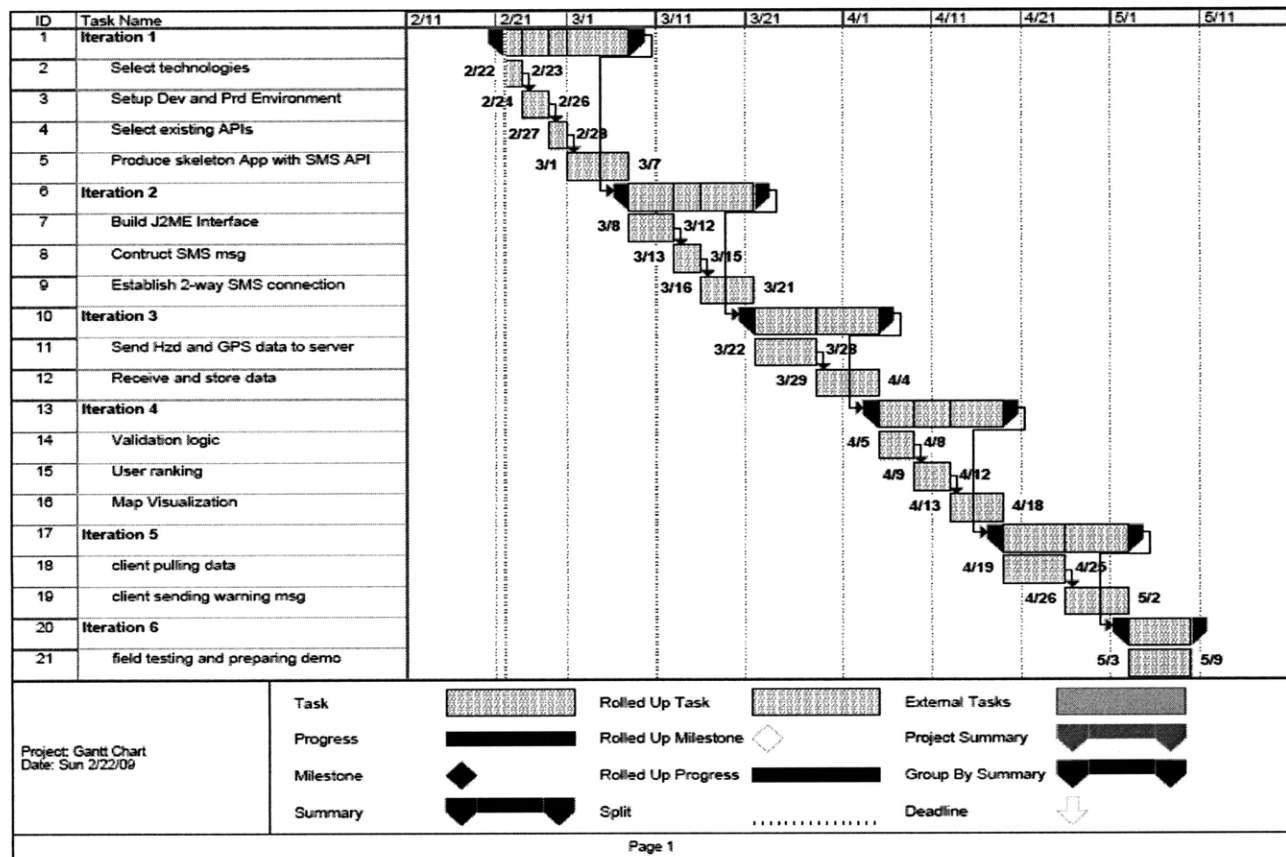 ID Task Name 2/11 2/21 3/1 3/11 3/21 4/1 4/11 4/21 5/1 5/11
1 Iteration 1
2 Select technologies 2/22 2/23
3 Setup Dev and Prd Environment 2/24 2/26
4 Select existing APIs 2/27 2/28
5 Produce skeleton App with SMS API 3/1 3/7
6 Iteration 2
7 Build J2ME Interface 3/8 3/12
8 Contruct SMS msg 3/13 3/15
9 Establish 2-way SMS connection 3/16 3/21
10 Iteration 3
11 Send Hzd and GPS data to server 3/22 3/28
12 Receive and store data 3/29 4/4
13 Iteration 4
14 Validation logic 4/5 4/8
15 User ranking 4/9 4/12
16 Map Visualization 4/13 4/18
17 Iteration 5
18 client pulling data 4/19 4/25
19 client sending warning msg 4/26 5/2
20 Iteration 6
21 field testing and preparing demo 5/3 5/9
Project: Gantt Chart
Date: Sun 2/22/09
Task Rolled Up Task External Tasks
Progress Rolled Up Milestone Project Summary
Milestone Rolled Up Progress Group By Summary
Summary Split Deadline
Page 1